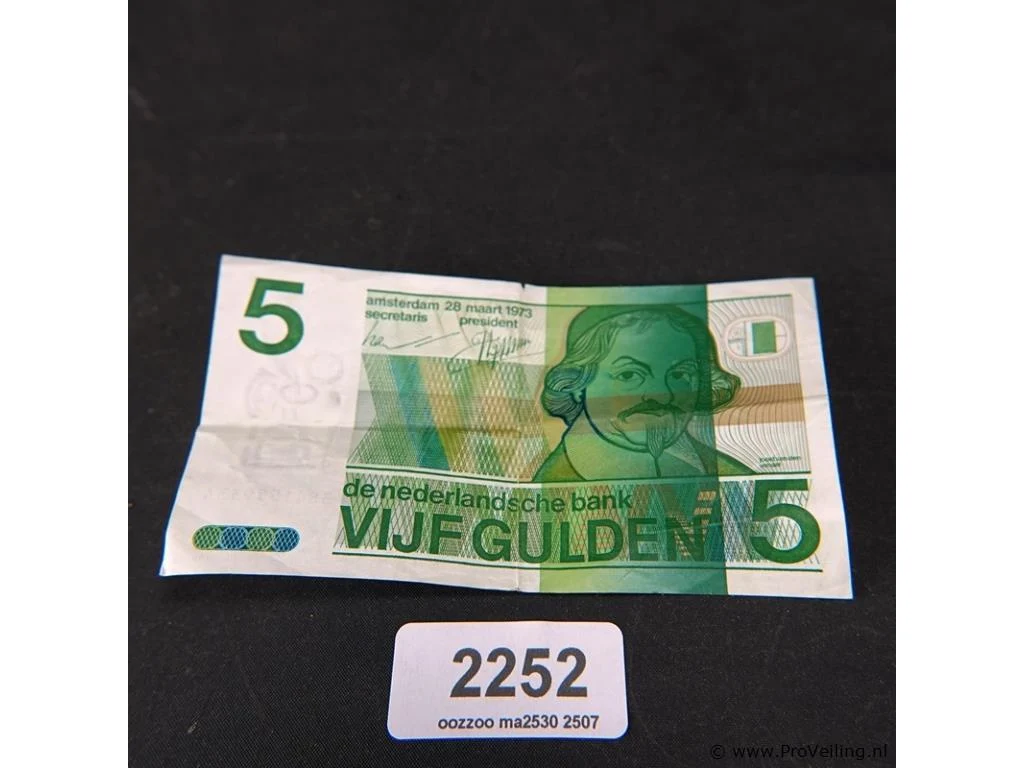 5
amsterdam 28 maart 1973
secretaris president
de nederlandsche bank
VIJF GULDEN
5
2252
oozzoo ma2530 2507
© www.ProVeiling.nl